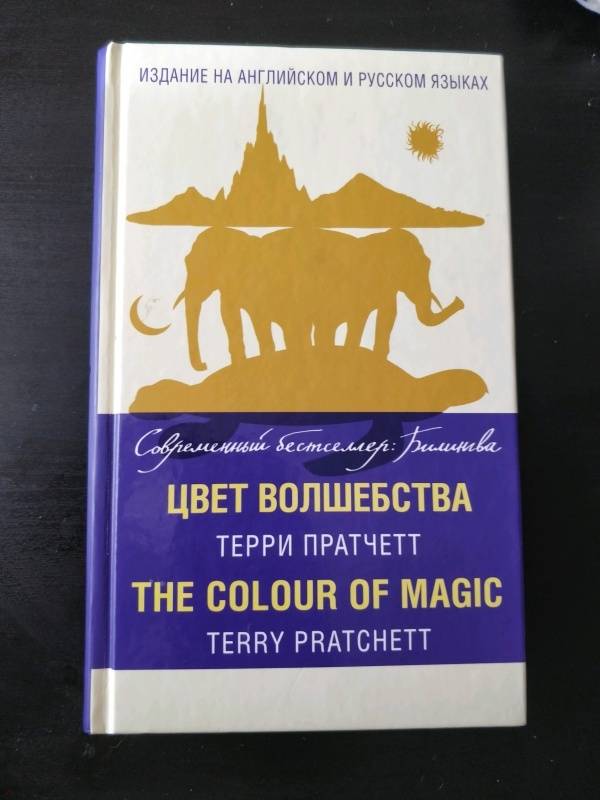 ИЗДАНИЕ НА АНГЛИЙСКОМ И РУССКОМ ЯЗЫКАХ
Современный бестселлер: Билингва
ЦВЕТ ВОЛШЕБСТВА
ТЕРРИ ПРАТЧЕТТ
THE COLOUR OF MAGIC
TERRY PRATCHETT